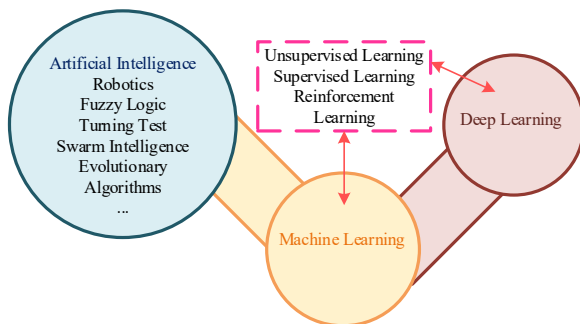 Artificial Intelligence
Robotics
Fuzzy Logic
Turning Test
Swarm Intelligence
Evolutionary
Algorithms
...
Unsupervised Learning
Supervised Learning
Reinforcement
Learning
Deep Learning
Machine Learning